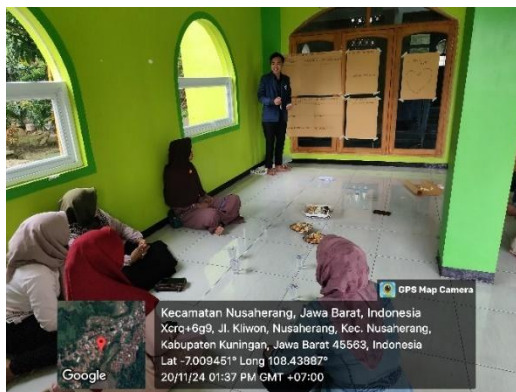 GPS Map Camera
Kecamatan Nusaherang, Jawa Barat, Indonesia
Xcrq+6g9, Jl. Kliwon, Nusaherang, Kec. Nusaherang,
Kabupaten Kuningan, Jawa Barat 45563, Indonesia
Lat -7.009451° Long 108.43887°
20/11/24 01:37 PM GMT +07:00
Google